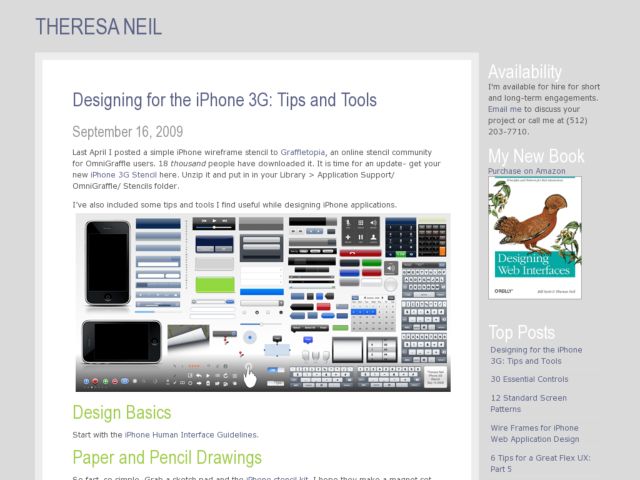 THERESA NEIL
Designing for the iPhone 3G: Tips and Tools
September 16, 2009
Last April I posted a simple iPhone wireframe stencil to Graffletopia, an online stencil community
for OmniGraffle users. 18 thousand people have downloaded it. It is time for an update- get your
new iPhone 3G Stencil here. Unzip it and put in in your Library > Application Support/
OmniGraffle/ Stencils folder.
I've also included some tips and tools I find useful while designing iPhone applications.
Design Basics
Start with the iPhone Human Interface Guidelines.
Paper and Pencil Drawings
So fast, so simple. Grab a sketch pad and the iPhone stencil kit. I hope they make a magnet set
Availability
I'm available for hire for short
and long-term engagements.
Email me to discuss your
project or call me at (512)
203-7710.
My New Book
Purchase on Amazon
Designing
Web Interfaces
O'REILLY
Bill Scott & Theresa Neil
Top Posts
Designing for the iPhone
3G: Tips and Tools
30 Essential Controls
12 Standard Screen
Patterns
Wire Frames for iPhone
Web Application Design
6 Tips for a Great Flex UX:
Part 5